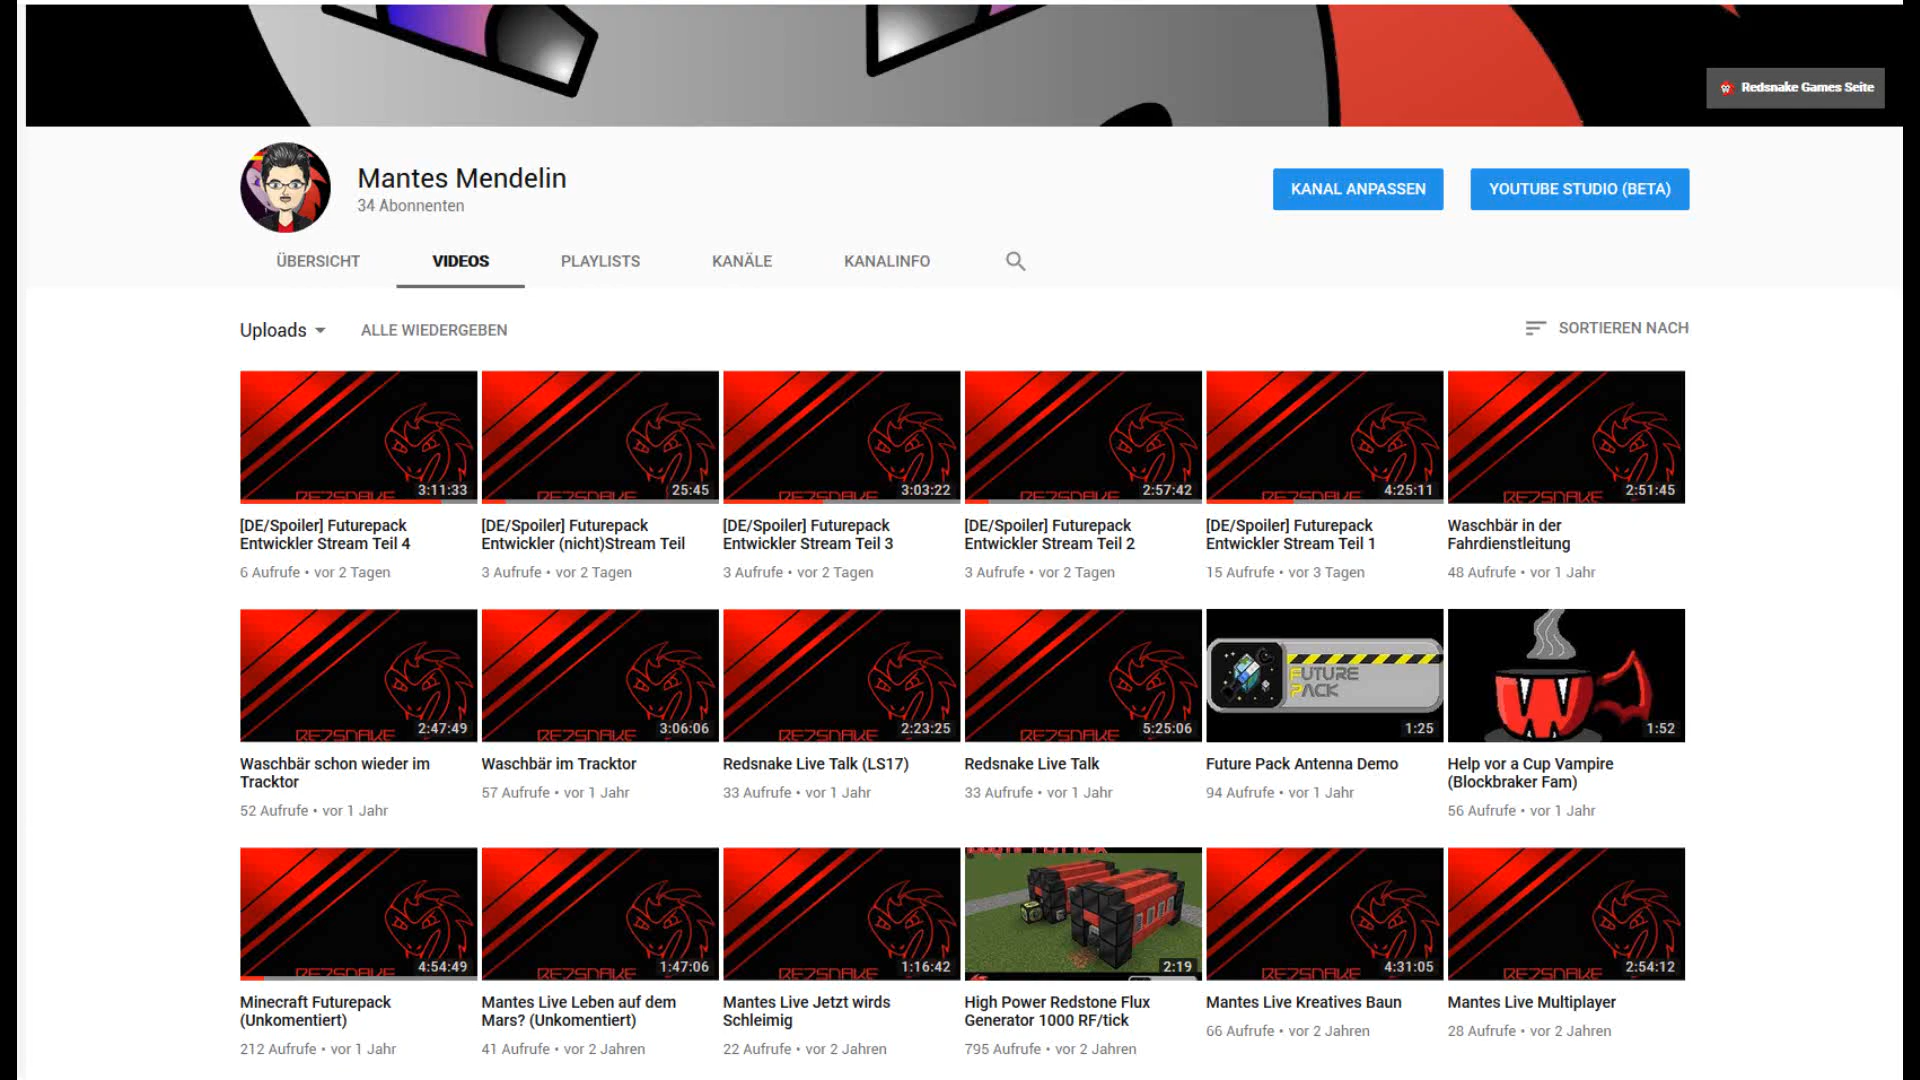 Redsnake Games Seite
Mantes Mendelin
34 Abonnenten
KANAL ANPASSEN
YOUTUBE STUDIO (BETA)
ÜBERSICHT VIDEOS PLAYLISTS KANÄLE KANALINFO
Uploads ALLE WIEDERGEBEN
SORTIEREN NACH
3:11:33
[DE/Spoiler] Futurepack
Entwickler Stream Teil 4
6 Aufrufe • vor 2 Tagen
25:45
[DE/Spoiler] Futurepack
Entwickler (nicht)Stream Teil
3 Aufrufe • vor 2 Tagen
3:03:22
[DE/Spoiler] Futurepack
Entwickler Stream Teil 3
3 Aufrufe • vor 2 Tagen
2:57:42
[DE/Spoiler] Futurepack
Entwickler Stream Teil 2
3 Aufrufe • vor 2 Tagen
4:25:11
[DE/Spoiler] Futurepack
Entwickler Stream Teil 1
15 Aufrufe • vor 3 Tagen
2:51:45
Waschbär in der
Fahrdienstleitung
48 Aufrufe • vor 1 Jahr
REDSNAKE
2:47:49
Waschbär schon wieder im
Tracktor
52 Aufrufe • vor 1 Jahr
REDSNAKE
3:06:06
Waschbär im Tracktor
57 Aufrufe • vor 1 Jahr
REDSNAKE
2:23:25
Redsnake Live Talk (LS17)
33 Aufrufe • vor 1 Jahr
REDSNAKE
5:25:06
Redsnake Live Talk
33 Aufrufe • vor 1 Jahr
FUTURE
PACK
1:25
Future Pack Antenna Demo
94 Aufrufe • vor 1 Jahr
1:52
Help vor a Cup Vampire
(Blockbraker Fam)
56 Aufrufe • vor 1 Jahr
4:54:49
Minecraft Futurepack
(Unkomentiert)
212 Aufrufe • vor 1 Jahr
REDSNAKE
1:47:06
Mantes Live Leben auf dem
Mars? (Unkomentiert)
41 Aufrufe • vor 2 Jahren
REDSNAKE
1:16:42
Mantes Live Jetzt wirds
Schleimig
22 Aufrufe • vor 2 Jahren
2:19
High Power Redstone Flux
Generator 1000 RF/tick
795 Aufrufe • vor 2 Jahren
REDSNAKE
4:31:05
Mantes Live Kreatives Baun
66 Aufrufe • vor 2 Jahren
REDSNAKE
2:54:12
Mantes Live Multiplayer
28 Aufrufe • vor 2 Jahren